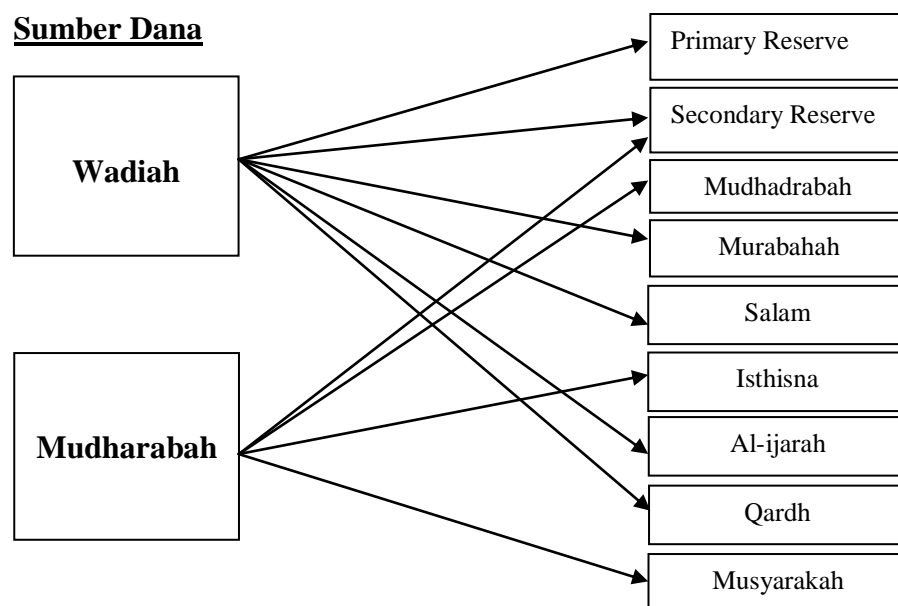 Sumber Dana
Wadiah
Mudharabah
Primary Reserve
Secondary Reserve
Mudhadrabah
Murabahah
Salam
Isthisna
Al-ijarah
Qardh
Musyarakah